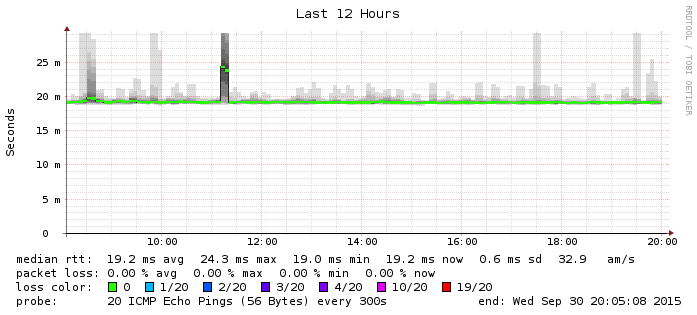 Last 12 Hours
RRDTOOL / TOBI OETIKER
Seconds
25 m
20 m
15 m
10 m
5 m
0
10:00 12:00 14:00 16:00 18:00 20:00
median rtt: 19.2 ms avg 24.3 ms max 19.0 ms min 19.2 ms now 0.6 ms sd 32.9 am/s
packet loss: 0.00 % avg 0.00 % max 0.00 % min 0.00 % now
loss color: 0 1/20 2/20 3/20 4/20 10/20 19/20
probe: 20 ICMP Echo Pings (56 Bytes) every 300s end: Wed Sep 30 20:05:08 2015